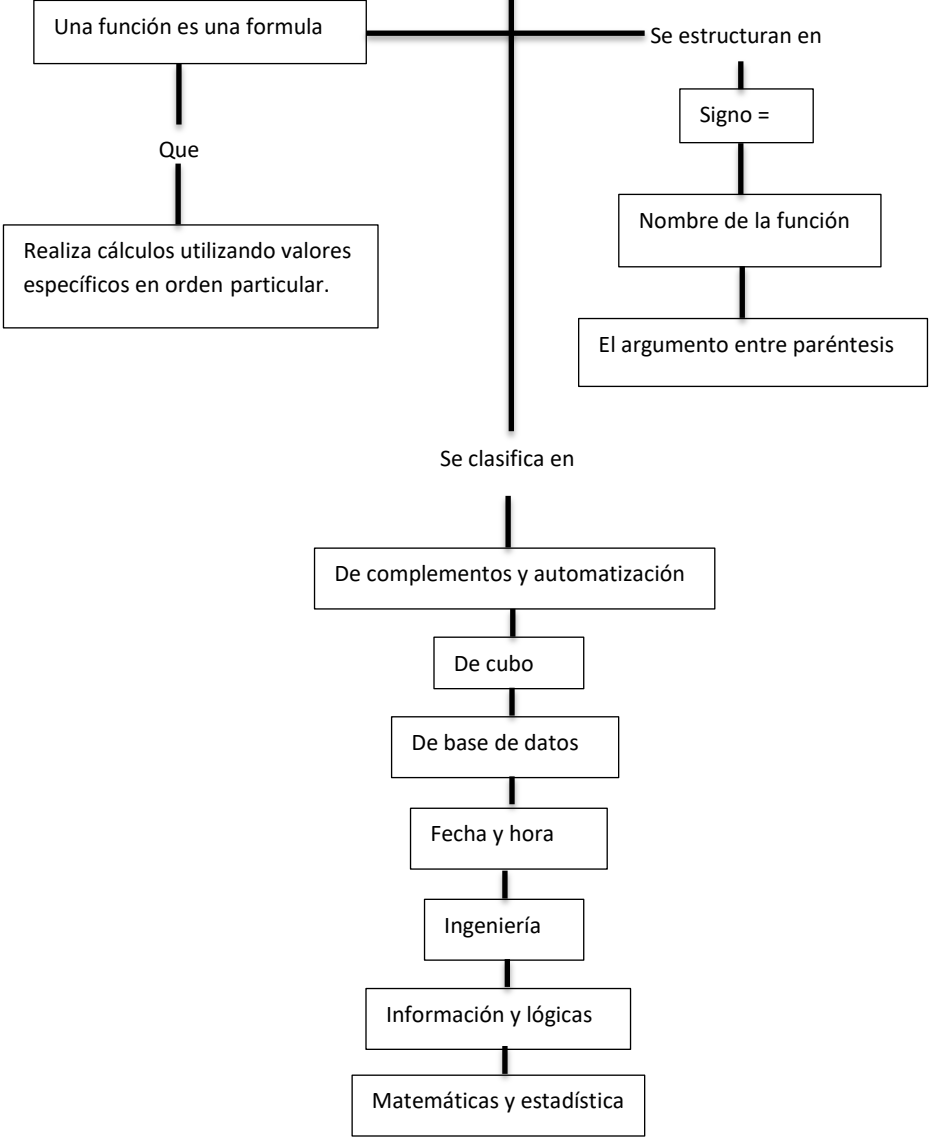 Una función es una formula
Que
Realiza cálculos utilizando valores
específicos en orden particular.
Se estructuran en
Signo =
Nombre de la función
El argumento entre paréntesis
Se clasifica en
De complementos y automatización
De cubo
De base de datos
Fecha y hora
Ingeniería
Información y lógicas
Matemáticas y estadística